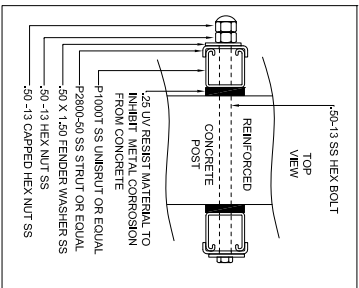 .50-13 SS HEX BOLT
TOP
VIEW
REINFORCED
CONCRETE
POST
.25 UV RESIST MATERIAL TO
INHIBIT METAL CORROSION
FROM CONCRETE
P1000T SS UNISRUT OR EQUAL
P2800-50 SS STRUT OR EQUAL
.50 X 1.50 FENDER WASHER SS
.50 -13 HEX NUT SS
.50 -13 CAPPED HEX NUT SS